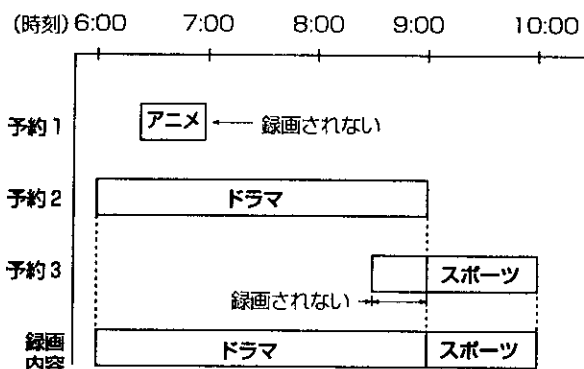 (時刻) 6:00 7:00 8:00 9:00 10:00
予約1 アニメ 録画されない
予約2 ドラマ
予約3 スポーツ
録画されない
録画内容 ドラマ スポーツ